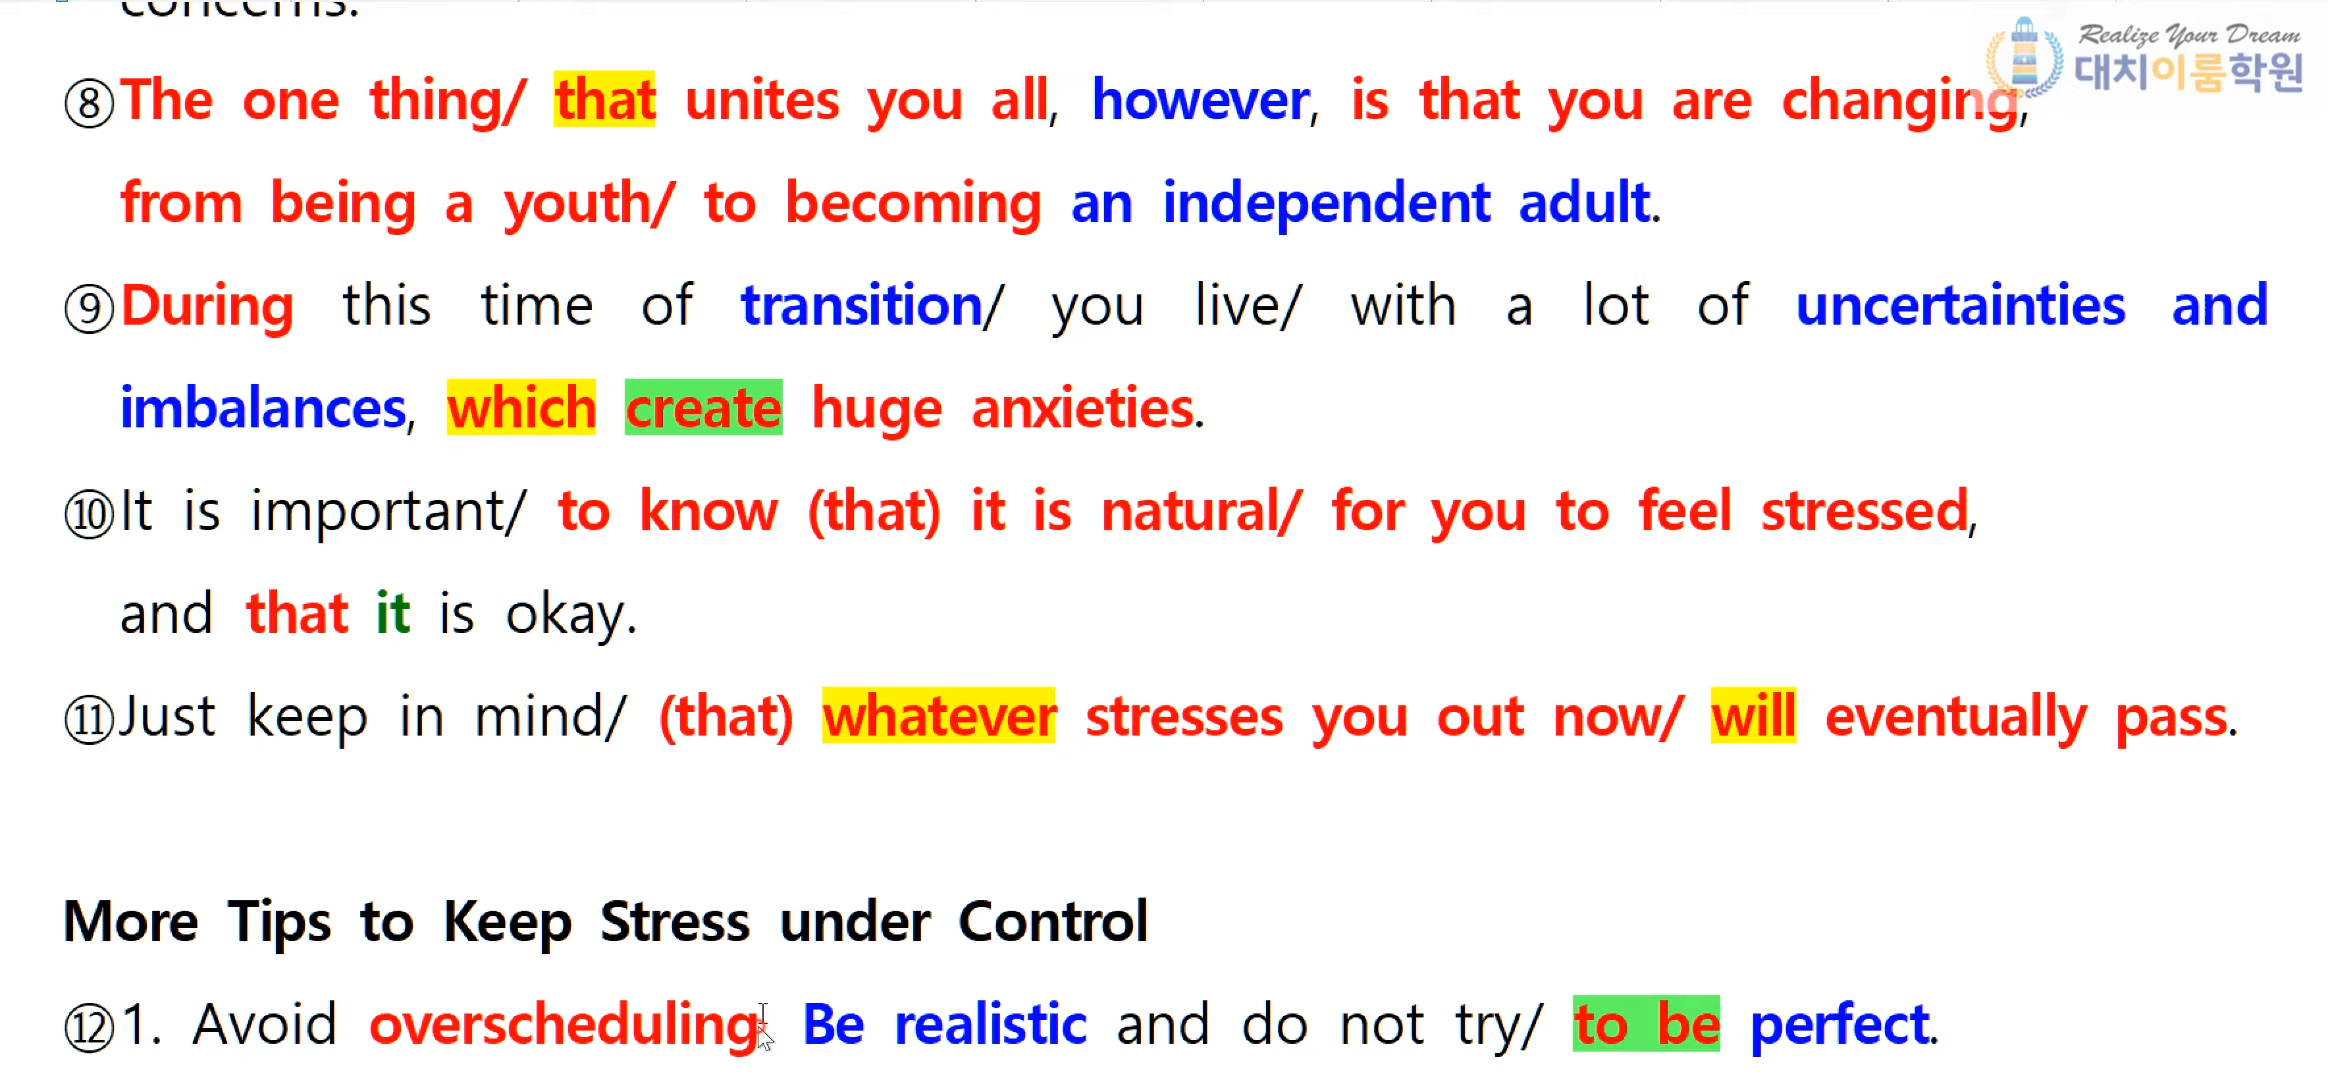 concerns.
Realize Your Dream
대치이룸학원
⑧The one thing/ that unites you all, however, is that you are changing,
from being a youth/ to becoming an independent adult.
⑨During this time of transition/ you live/ with a lot of uncertainties and
imbalances, which create huge anxieties.
⑩It is important/ to know (that) it is natural/ for you to feel stressed,
and that it is okay.
⑪Just keep in mind/ (that) whatever stresses you out now/ will eventually pass.
More Tips to Keep Stress under Control
⑫1. Avoid overscheduling. Be realistic and do not try/ to be perfect.